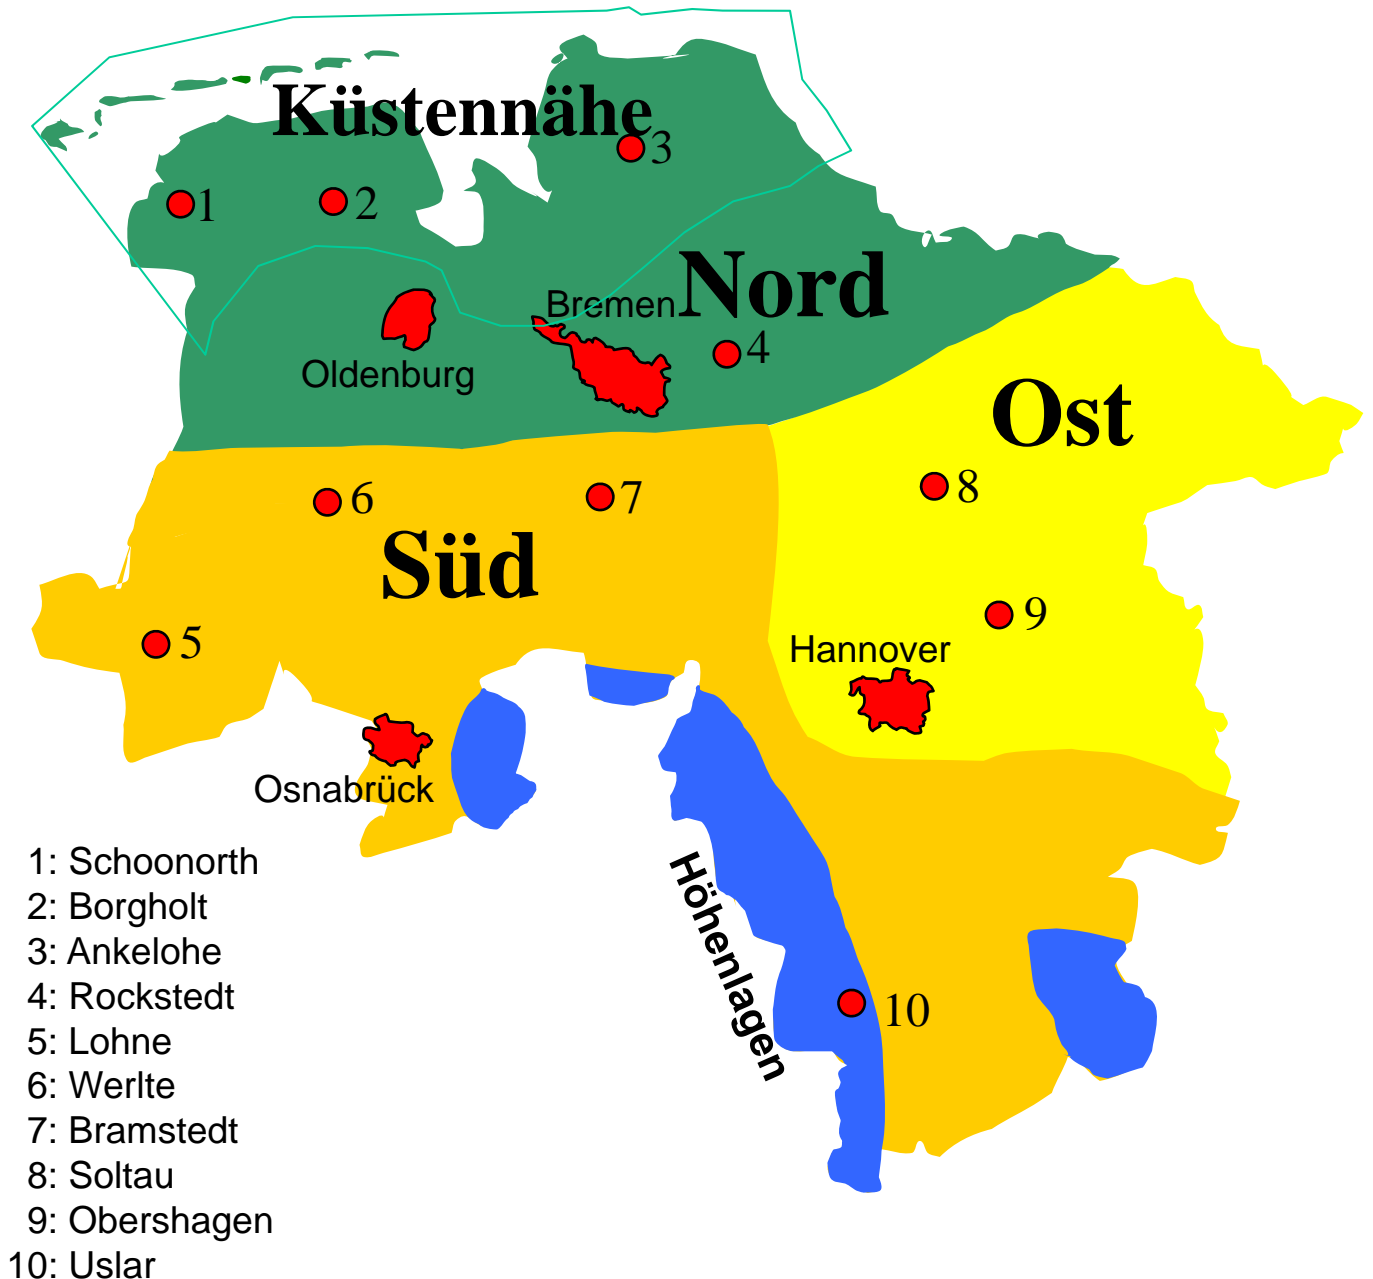 Küstennähe
3
1
2
Nord
Bremen
4
Oldenburg
Ost
8
6
7
Süd
9
5
Hannover
Osnabrück
Höhenlagen
10
1: Schoonorth
2: Borgholt
3: Ankelohe
4: Rockstedt
5: Lohne
6: Werlte
7: Bramstedt
8: Soltau
9: Obershagen
10: Uslar